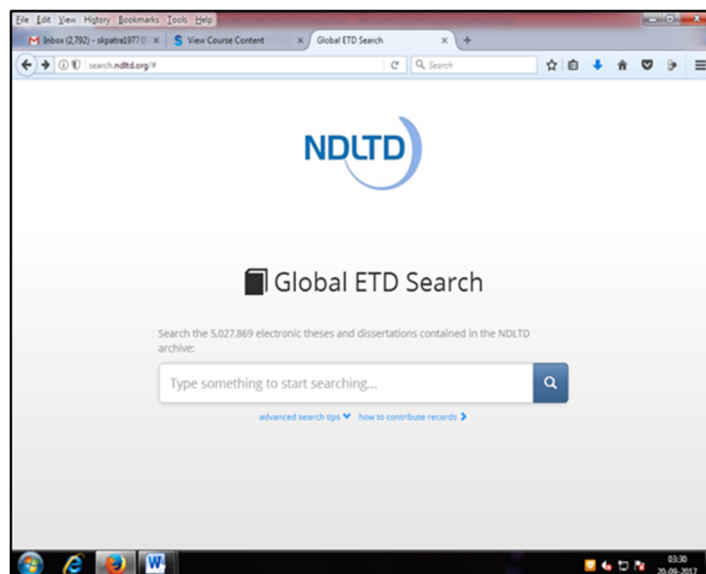 File Edit View History Bookmarks Tools Help
Inbox (2,792) - skpatra1977@ × View Course Content × Global ETD Search × +
search.ndltd.org/# Search
NDLTD
Global ETD Search
Search the 5,027,869 electronic theses and dissertations contained in the NDLTD
archive:
Type something to start searching...
advanced search tips how to contribute records
03:30
20-09-2017